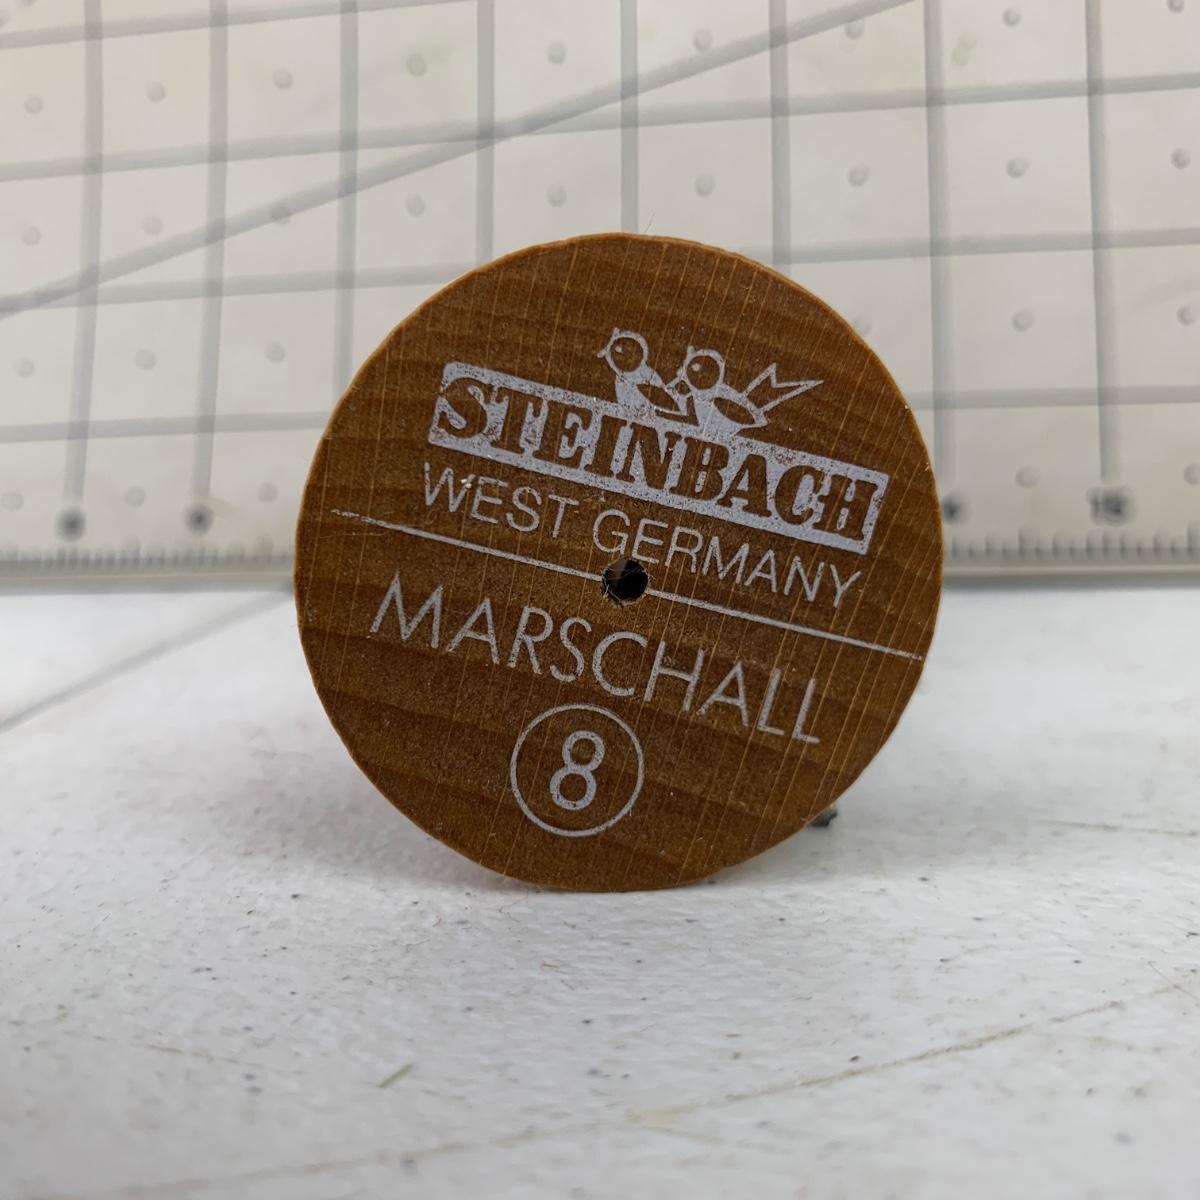 STEINBACH
WEST GERMANY
MARSCHALL
8